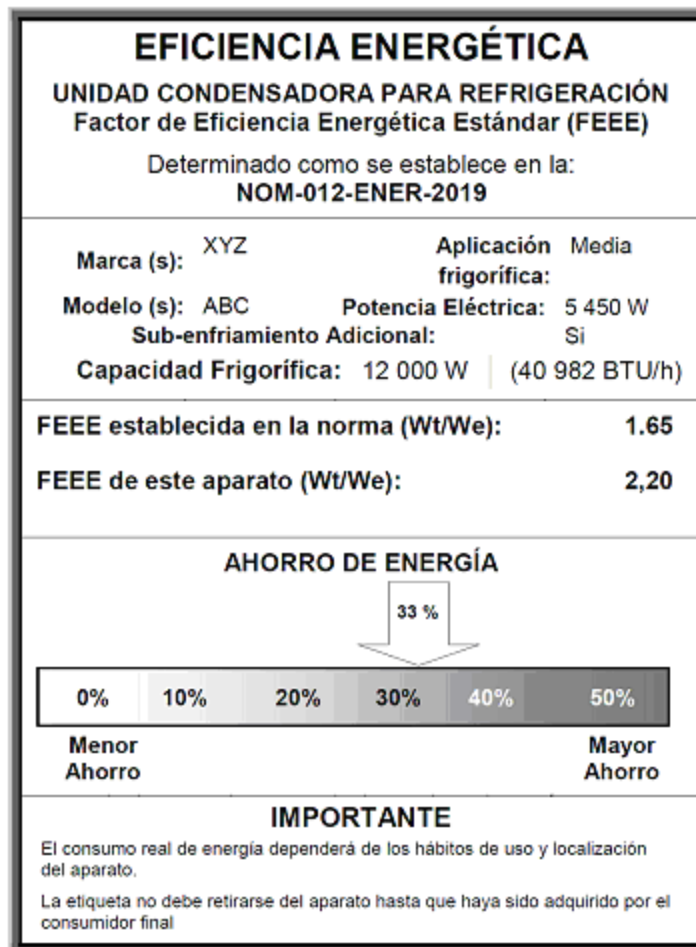 EFICIENCIA ENERGÉTICA
UNIDAD CONDENSADORA PARA REFRIGERACIÓN
Factor de Eficiencia Energética Estándar (FEEE)
Determinado como se establece en la:
NOM-012-ENER-2019
Marca (s): XYZ Aplicación frigorífica: Media
Modelo (s): ABC Potencia Eléctrica: 5 450 W
Sub-enfriamiento Adicional: Si
Capacidad Frigorífica: 12 000 W (40 982 BTU/h)
FEEE establecida en la norma (Wt/We): 1.65
FEEE de este aparato (Wt/We): 2,20
AHORRO DE ENERGÍA
33 %
0% 10% 20% 30% 40% 50%
Menor Ahorro
Mayor Ahorro
IMPORTANTE
El consumo real de energía dependerá de los hábitos de uso y localización
del aparato.
La etiqueta no debe retirarse del aparato hasta que haya sido adquirido por el
consumidor final